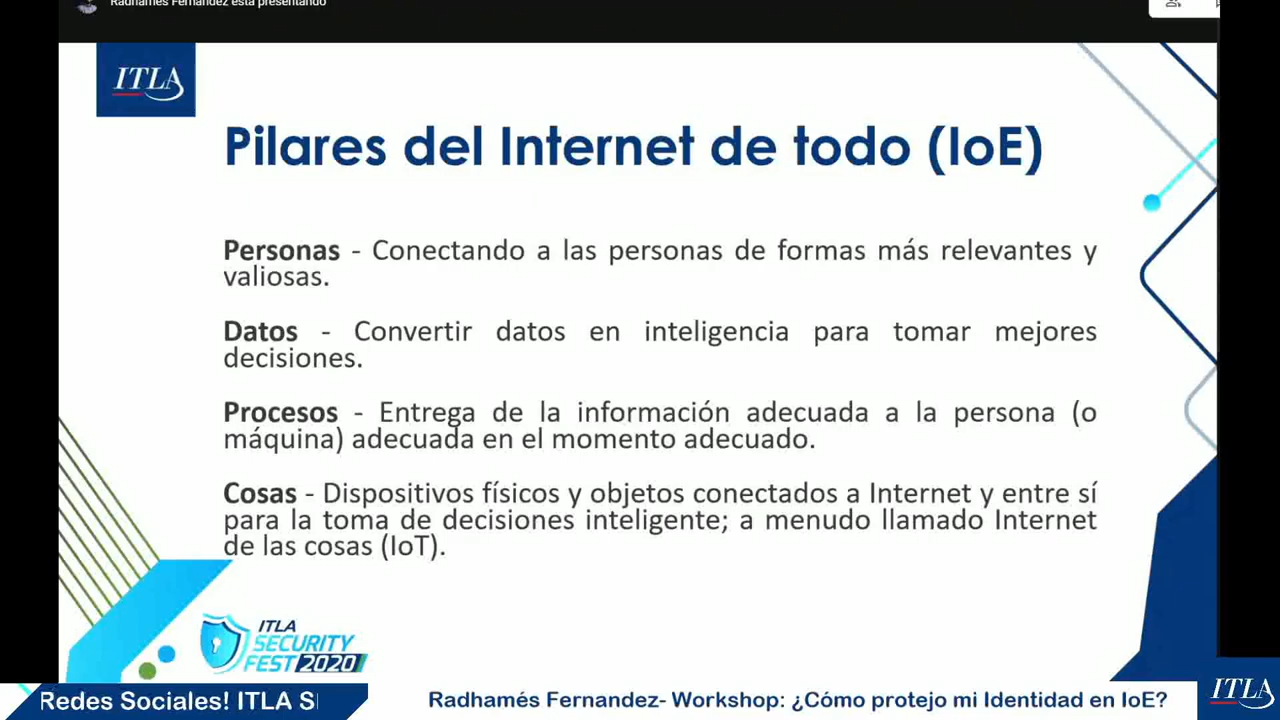 Radhamés Fernandez está presentando
ITLA
Pilares del Internet de todo (IoE)
Personas - Conectando a las personas de formas más relevantes y
valiosas.
Datos - Convertir datos en inteligencia para tomar mejores
decisiones.
Procesos - Entrega de la información adecuada a la persona (o
máquina) adecuada en el momento adecuado.
Cosas - Dispositivos físicos y objetos conectados a Internet y entre sí
para la toma de decisiones inteligente; a menudo llamado Internet
de las cosas (IoT).
ITLA
SECURITY
FEST 2020
Redes Sociales! ITLA S
Radhamés Fernandez- Workshop: ¿Cómo protejo mi Identidad en IoE?
ITLA